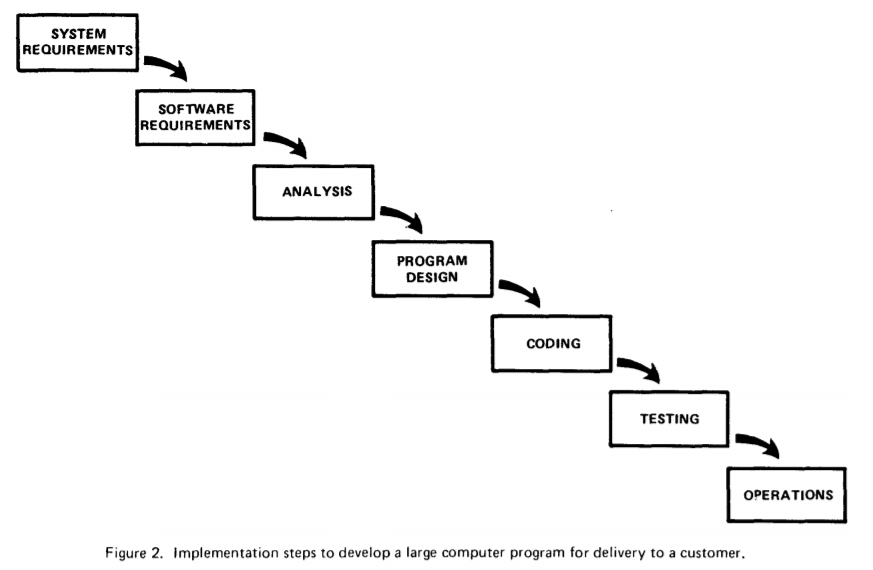 SYSTEM
REQUIREMENTS
SOFTWARE
REQUIREMENTS
ANALYSIS
PROGRAM
DESIGN
CODING
TESTING
OPERATIONS
Figure 2. Implementation steps to develop a large computer program for delivery to a customer.